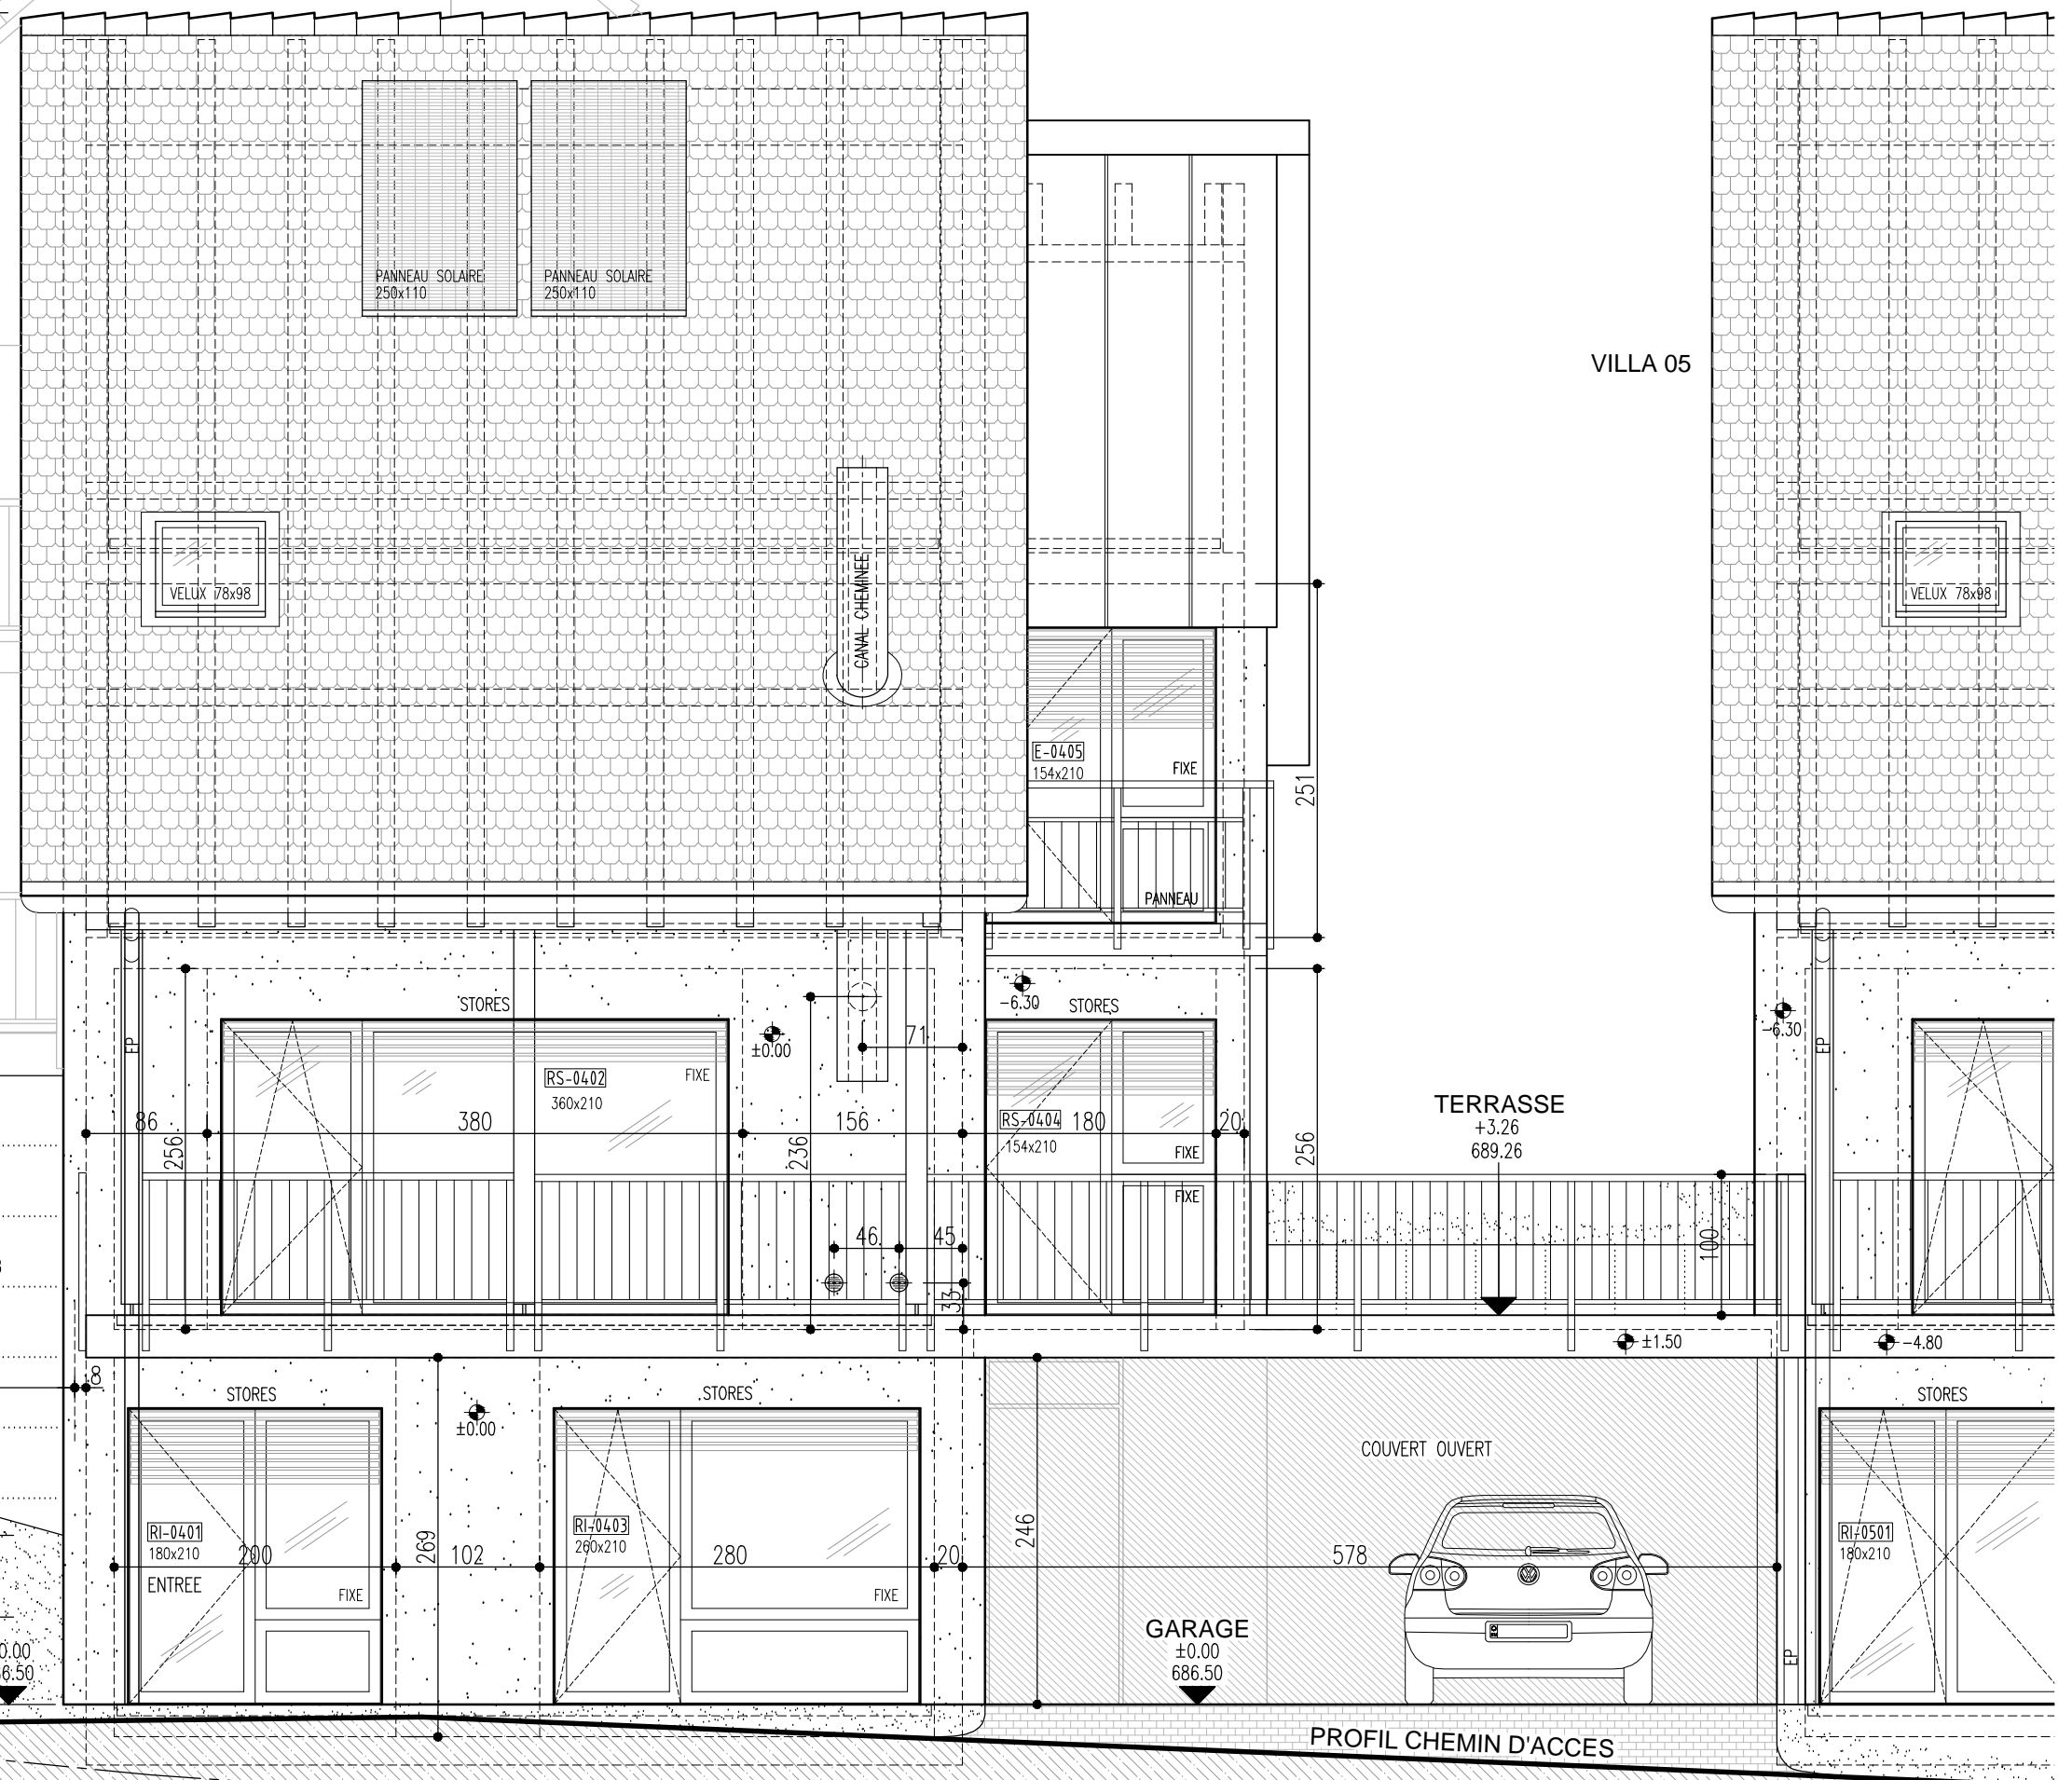 PANNEAU SOLAIRE
250x110
PANNEAU SOLAIRE
250x110
VILLA 05
VELUX 78x98
CANAL CHEMINEE
VELUX 78x98
E-0405
154x210
FIXE
251
PANNEAU
STORES
-6.30
STORES
-6.30
±0.00
71
EP
EP
RS-0402
360x210
FIXE
86
256
380
236
156
RS-0404
154x210
180
20
FIXE
FIXE
256
TERRASSE
+3.26
689.26
46
45
33
100
±1.50
-4.80
8
STORES
±0.00
STORES
STORES
COUVERT OUVERT
RI-0401
180x210
ENTREE
200
FIXE
269
102
RI-0403
260x210
280
FIXE
20
246
578
RI-0501
180x210
GARAGE
±0.00
686.50
EP
PROFIL CHEMIN D'ACCES